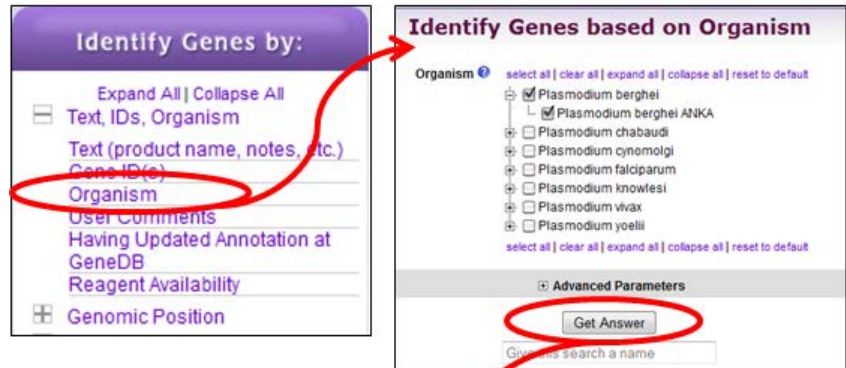 Identify Genes by:
Expand All | Collapse All
Text, IDs, Organism
Text (product name, notes, etc.)
Gene ID(s)
Organism
User Comments
Having Updated Annotation at
GeneDB
Reagent Availability
Genomic Position
Identify Genes based on Organism
Organism ?
select all | clear all | expand all | collapse all | reset to default
Plasmodium berghei
Plasmodium berghei ANKA
Plasmodium chabaudi
Plasmodium cynomolgi
Plasmodium falciparum
Plasmodium knowlesi
Plasmodium vivax
Plasmodium yoelii
select all | clear all | expand all | collapse all | reset to default
Advanced Parameters
Get Answer
Give this search a name